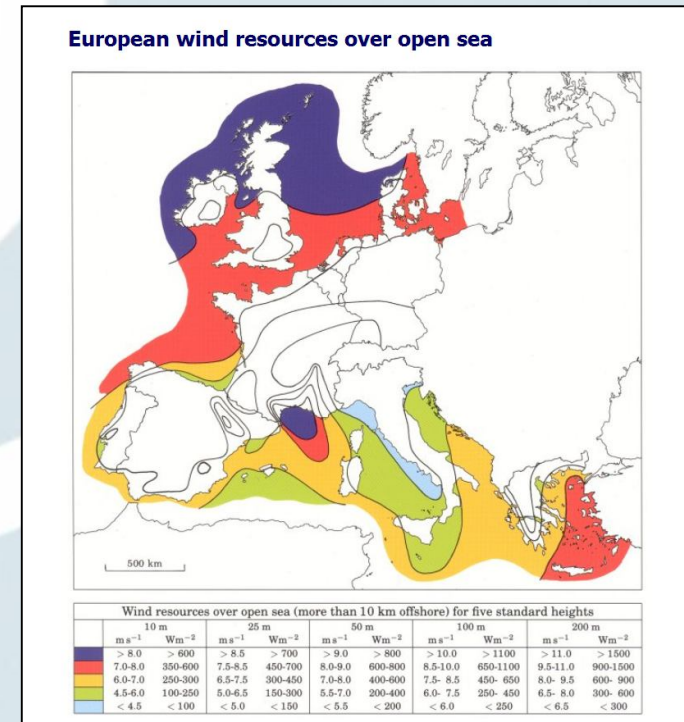 European wind resources over open sea
500 km
Wind resources over open sea (more than 10 km offshore) for five standard heights
10 m 25 m 50 m 100 m 200 m
m s⁻¹ Wm⁻² m s⁻¹ Wm⁻² m s⁻¹ Wm⁻² m s⁻¹ Wm⁻² m s⁻¹ Wm⁻²
> 8.0 > 600 > 8.5 > 700 > 9.0 > 800 > 10.0 > 1100 > 11.0 > 1500
7.0-8.0 350-600 7.5-8.5 450-700 8.0-9.0 600-800 8.5-10.0 650-1100 9.5-11.0 900-1500
6.0-7.0 250-300 6.5-7.5 300-450 7.0-8.0 400-600 7.5- 8.5 450- 650 8.0- 9.5 600- 900
4.5-6.0 100-250 5.0-6.5 150-300 5.5-7.0 200-400 6.0- 7.5 250- 450 6.5- 8.0 300- 600
< 4.5 < 100 < 5.0 < 150 < 5.5 < 200 < 6.0 < 250 < 6.5 < 300